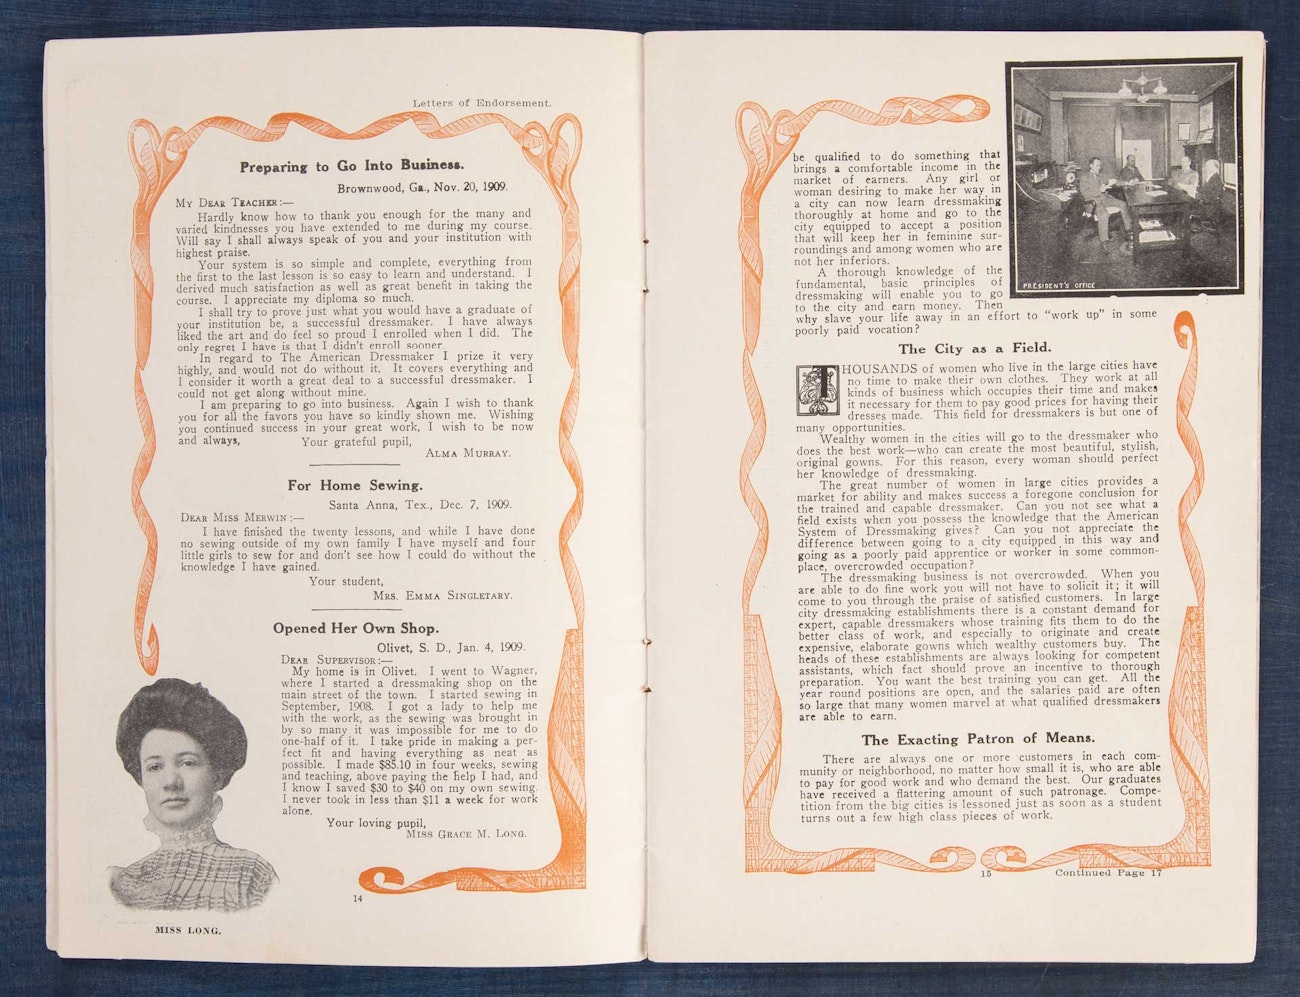 Letters of Endorsement.
Preparing to Go Into Business.
Brownwood, Ga., Nov. 20, 1909.
My Dear Teacher:—
Hardly know how to thank you enough for the many and
varied kindnesses you have extended to me during my course.
Will say I shall always speak of you and your institution with
highest praise.
Your system is so simple and complete, everything from
the first to the last lesson is so easy to learn and understand. I
derived much satisfaction as well as great benefit in taking the
course. I appreciate my diploma so much.
I shall try to prove just what you would have a graduate of
your institution be, a successful dressmaker. I have always
liked the art and do feel so proud I enrolled when I did. The
only regret I have is that I didn't enroll sooner.
In regard to The American Dressmaker I prize it very
highly, and would not do without it. It covers everything and
I consider it worth a great deal to a successful dressmaker. I
could not get along without mine.
I am preparing to go into business. Again I wish to thank
you for all the favors you have so kindly shown me. Wishing
you continued success in your great work, I wish to be now
and always, Your grateful pupil,
Alma Murray.
For Home Sewing.
Santa Anna, Tex., Dec. 7, 1909.
Dear Miss Merwin:—
I have finished the twenty lessons, and while I have done
no sewing outside of my own family I have myself and four
little girls to sew for and don't see how I could do without the
knowledge I have gained.
Your student,
Mrs. Emma Singletary.
Opened Her Own Shop.
Olivet, S. D., Jan. 4, 1909.
Dear Supervisor:—
My home is in Olivet. I went to Wagner,
where I started a dressmaking shop on the
main street of the town. I started sewing in
September, 1908. I got a lady to help me
with the work, as the sewing was brought in
by so many it was impossible for me to do
one-half of it. I take pride in making a per-
fect fit and having everything as neat as
possible. I made $85.10 in four weeks, sewing
and teaching, above paying the help I had, and
I know I saved $30 to $40 on my own sewing.
I never took in less than $11 a week for work
alone.
Your loving pupil,
Miss Grace M. Long.
MISS LONG.
14
be qualified to do something that
brings a comfortable income in the
market of earners. Any girl or
woman desiring to make her way in
a city can now learn dressmaking
thoroughly at home and go to the
city equipped to accept a position
that will keep her in feminine sur-
roundings and among women who are
not her inferiors.
A thorough knowledge of the
fundamental, basic principles of
dressmaking will enable you to go
to the city and earn money. Then
why slave your life away in an effort to "work up" in some
poorly paid vocation?
PRESIDENT'S OFFICE
The City as a Field.
THOUSANDS of women who live in the large cities have
no time to make their own clothes. They work at all
kinds of business which occupies their time and makes
it necessary for them to pay good prices for having their
dresses made. This field for dressmakers is but one of
many opportunities.
Wealthy women in the cities will go to the dressmaker who
does the best work—who can create the most beautiful, stylish,
original gowns. For this reason, every woman should perfect
her knowledge of dressmaking.
The great number of women in large cities provides a
market for ability and makes success a foregone conclusion for
the trained and capable dressmaker. Can you not see what a
field exists when you possess the knowledge that the American
System of Dressmaking gives? Can you not appreciate the
difference between going to a city equipped in this way and
going as a poorly paid apprentice or worker in some common-
place, overcrowded occupation?
The dressmaking business is not overcrowded. When you
are able to do fine work you will not have to solicit it; it will
come to you through the praise of satisfied customers. In large
city dressmaking establishments there is a constant demand for
expert, capable dressmakers whose training fits them to do the
better class of work, and especially to originate and create
expensive, elaborate gowns which wealthy customers buy. The
heads of these establishments are always looking for competent
assistants, which fact should prove an incentive to thorough
preparation. You want the best training you can get. All the
year round positions are open, and the salaries paid are often
so large that many women marvel at what qualified dressmakers
are able to earn.
The Exacting Patron of Means.
There are always one or more customers in each com-
munity or neighborhood, no matter how small it is, who are able
to pay for good work and who demand the best. Our graduates
have received a flattering amount of such patronage. Compe-
tition from the big cities is lessoned just as soon as a student
turns out a few high class pieces of work.
15
Continued Page 17